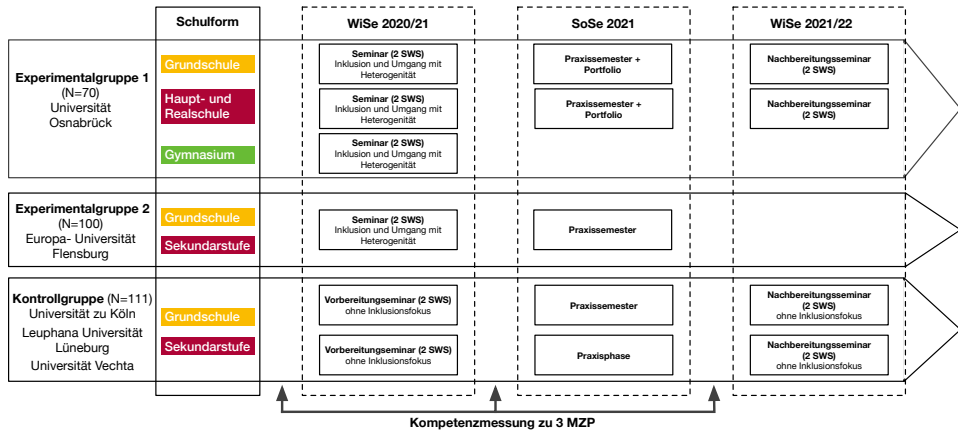 Schulform
WiSe 2020/21
SoSe 2021
WiSe 2021/22
Experimentalgruppe 1
(N=70)
Universität
Osnabrück
Grundschule
Seminar (2 SWS)
Inklusion und Umgang mit
Heterogenität
Praxissemester +
Portfolio
Nachbereitungsseminar
(2 SWS)
Haupt- und
Realschule
Seminar (2 SWS)
Inklusion und Umgang mit
Heterogenität
Praxissemester +
Portfolio
Nachbereitungsseminar
(2 SWS)
Gymnasium
Seminar (2 SWS)
Inklusion und Umgang mit
Heterogenität
Experimentalgruppe 2
(N=100)
Europa- Universität
Flensburg
Grundschule
Sekundarstufe
Seminar (2 SWS)
Inklusion und Umgang mit
Heterogenität
Praxissemester
Kontrollgruppe (N=111)
Universität zu Köln
Leuphana Universität
Lüneburg
Universität Vechta
Grundschule
Vorbereitungseminar (2 SWS)
ohne Inklusionsfokus
Praxissemester
Nachbereitungsseminar
(2 SWS)
ohne Inklusionsfokus
Sekundarstufe
Vorbereitungseminar (2 SWS)
ohne Inklusionsfokus
Praxisphase
Nachbereitungsseminar
(2 SWS)
ohne Inklusionsfokus
Kompetenzmessung zu 3 MZP